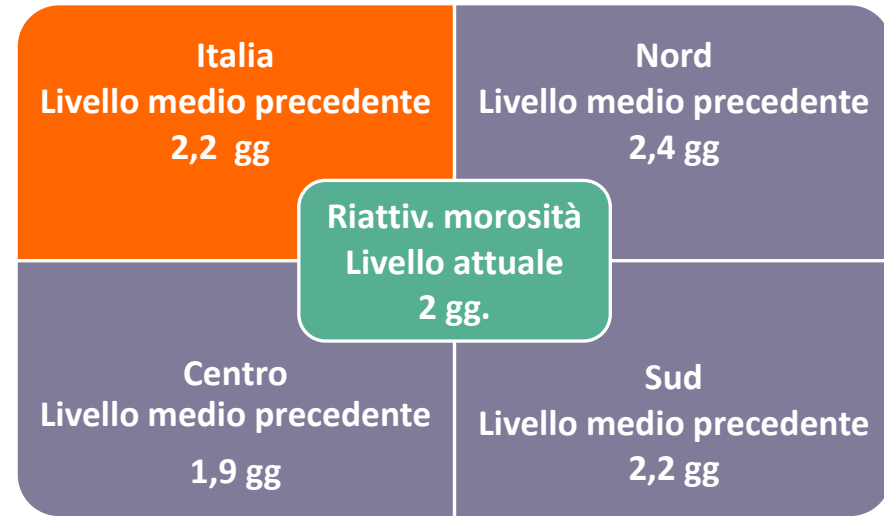 Italia
Livello medio precedente
2,2 gg
Nord
Livello medio precedente
2,4 gg
Riattiv. morosità
Livello attuale
2 gg.
Centro
Livello medio precedente
1,9 gg
Sud
Livello medio precedente
2,2 gg